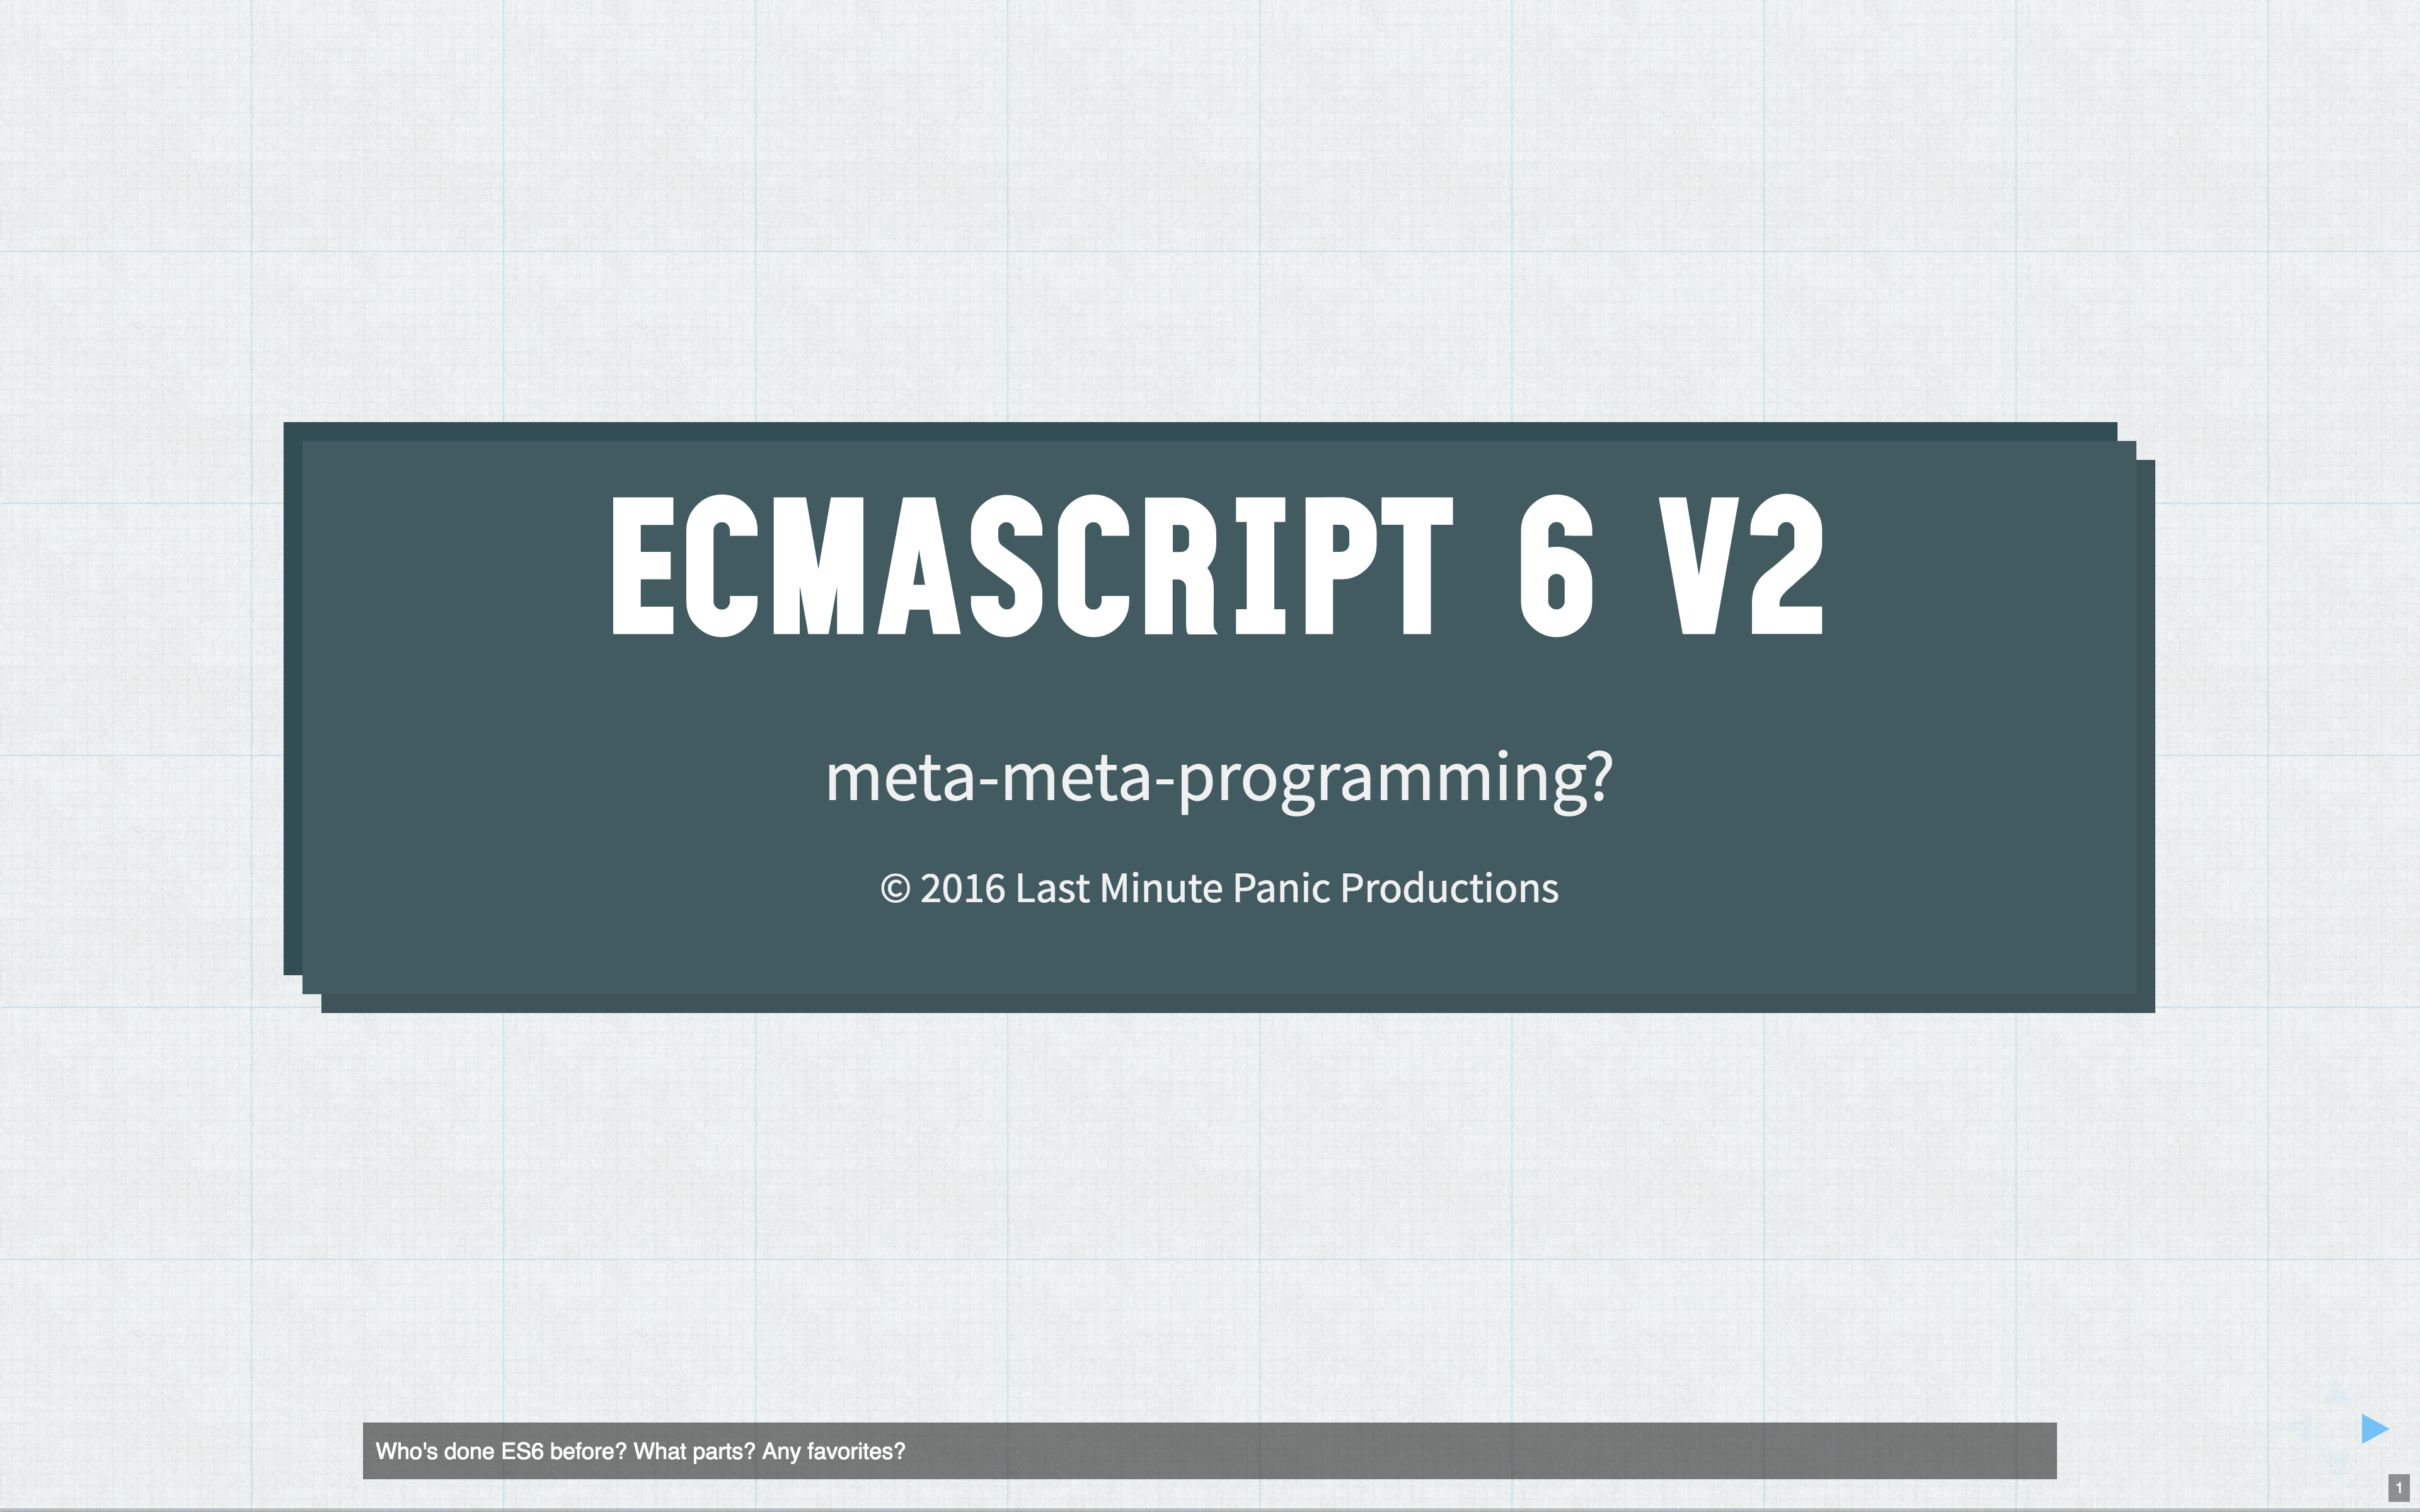 ECMASCRIPT 6 V2
meta-meta-programming?
© 2016 Last Minute Panic Productions
Who's done ES6 before? What parts? Any favorites?
1